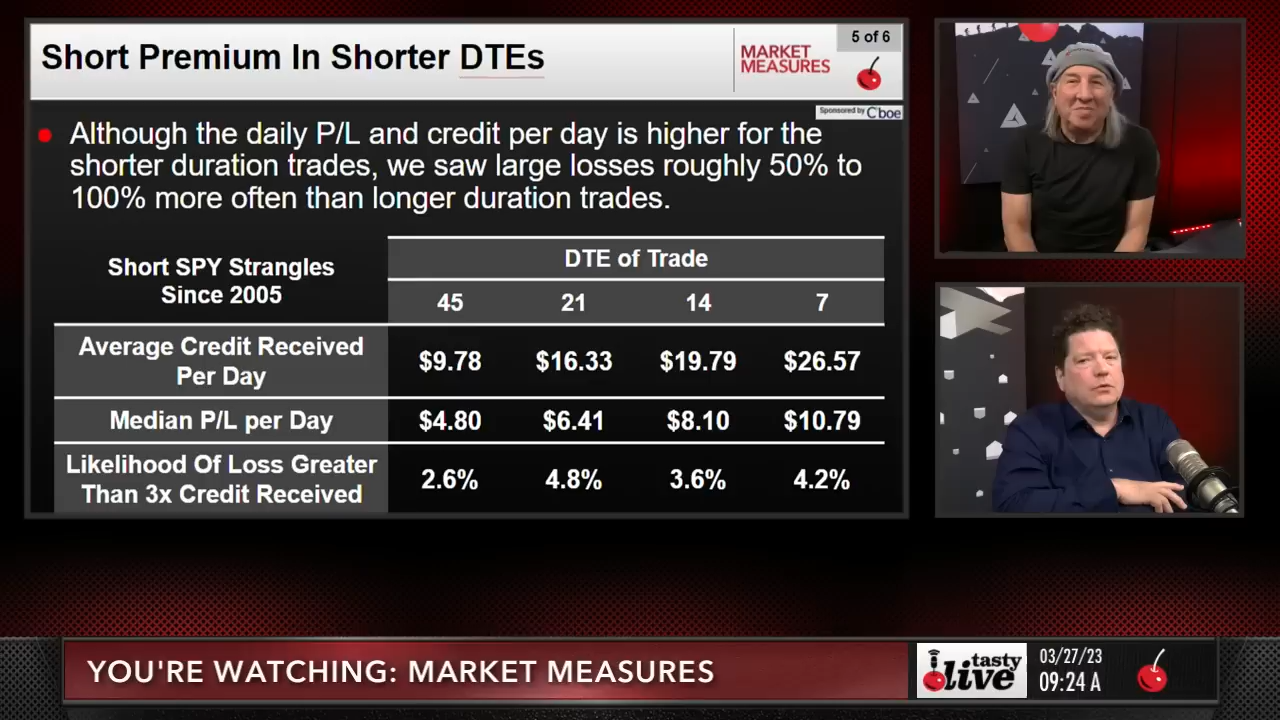 Short Premium In Shorter DTEs
MARKET
MEASURES
5 of 6
Sponsored by Cboe
Although the daily P/L and credit per day is higher for the
shorter duration trades, we saw large losses roughly 50% to
100% more often than longer duration trades.
Short SPY Strangles
Since 2005
DTE of Trade
45 21 14 7
Average Credit Received
Per Day
$9.78 $16.33 $19.79 $26.57
Median P/L per Day $4.80 $6.41 $8.10 $10.79
Likelihood Of Loss Greater
Than 3x Credit Received
2.6% 4.8% 3.6% 4.2%
YOU'RE WATCHING: MARKET MEASURES
tasty
live
03/27/23
09:24 A